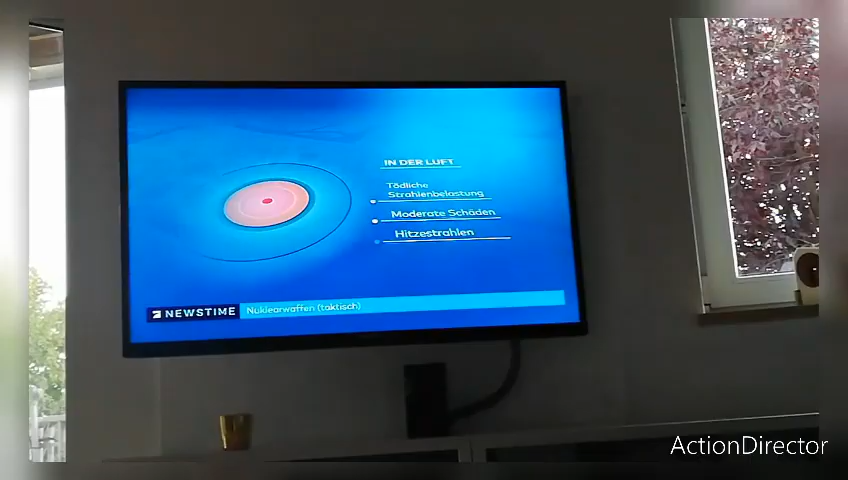 IN DER LUFT
Tödliche
Strahlenbelastung
Moderate Schäden
Hitzestrahlen
NEWSTIME
Nuklearwaffen (taktisch)
ActionDirector